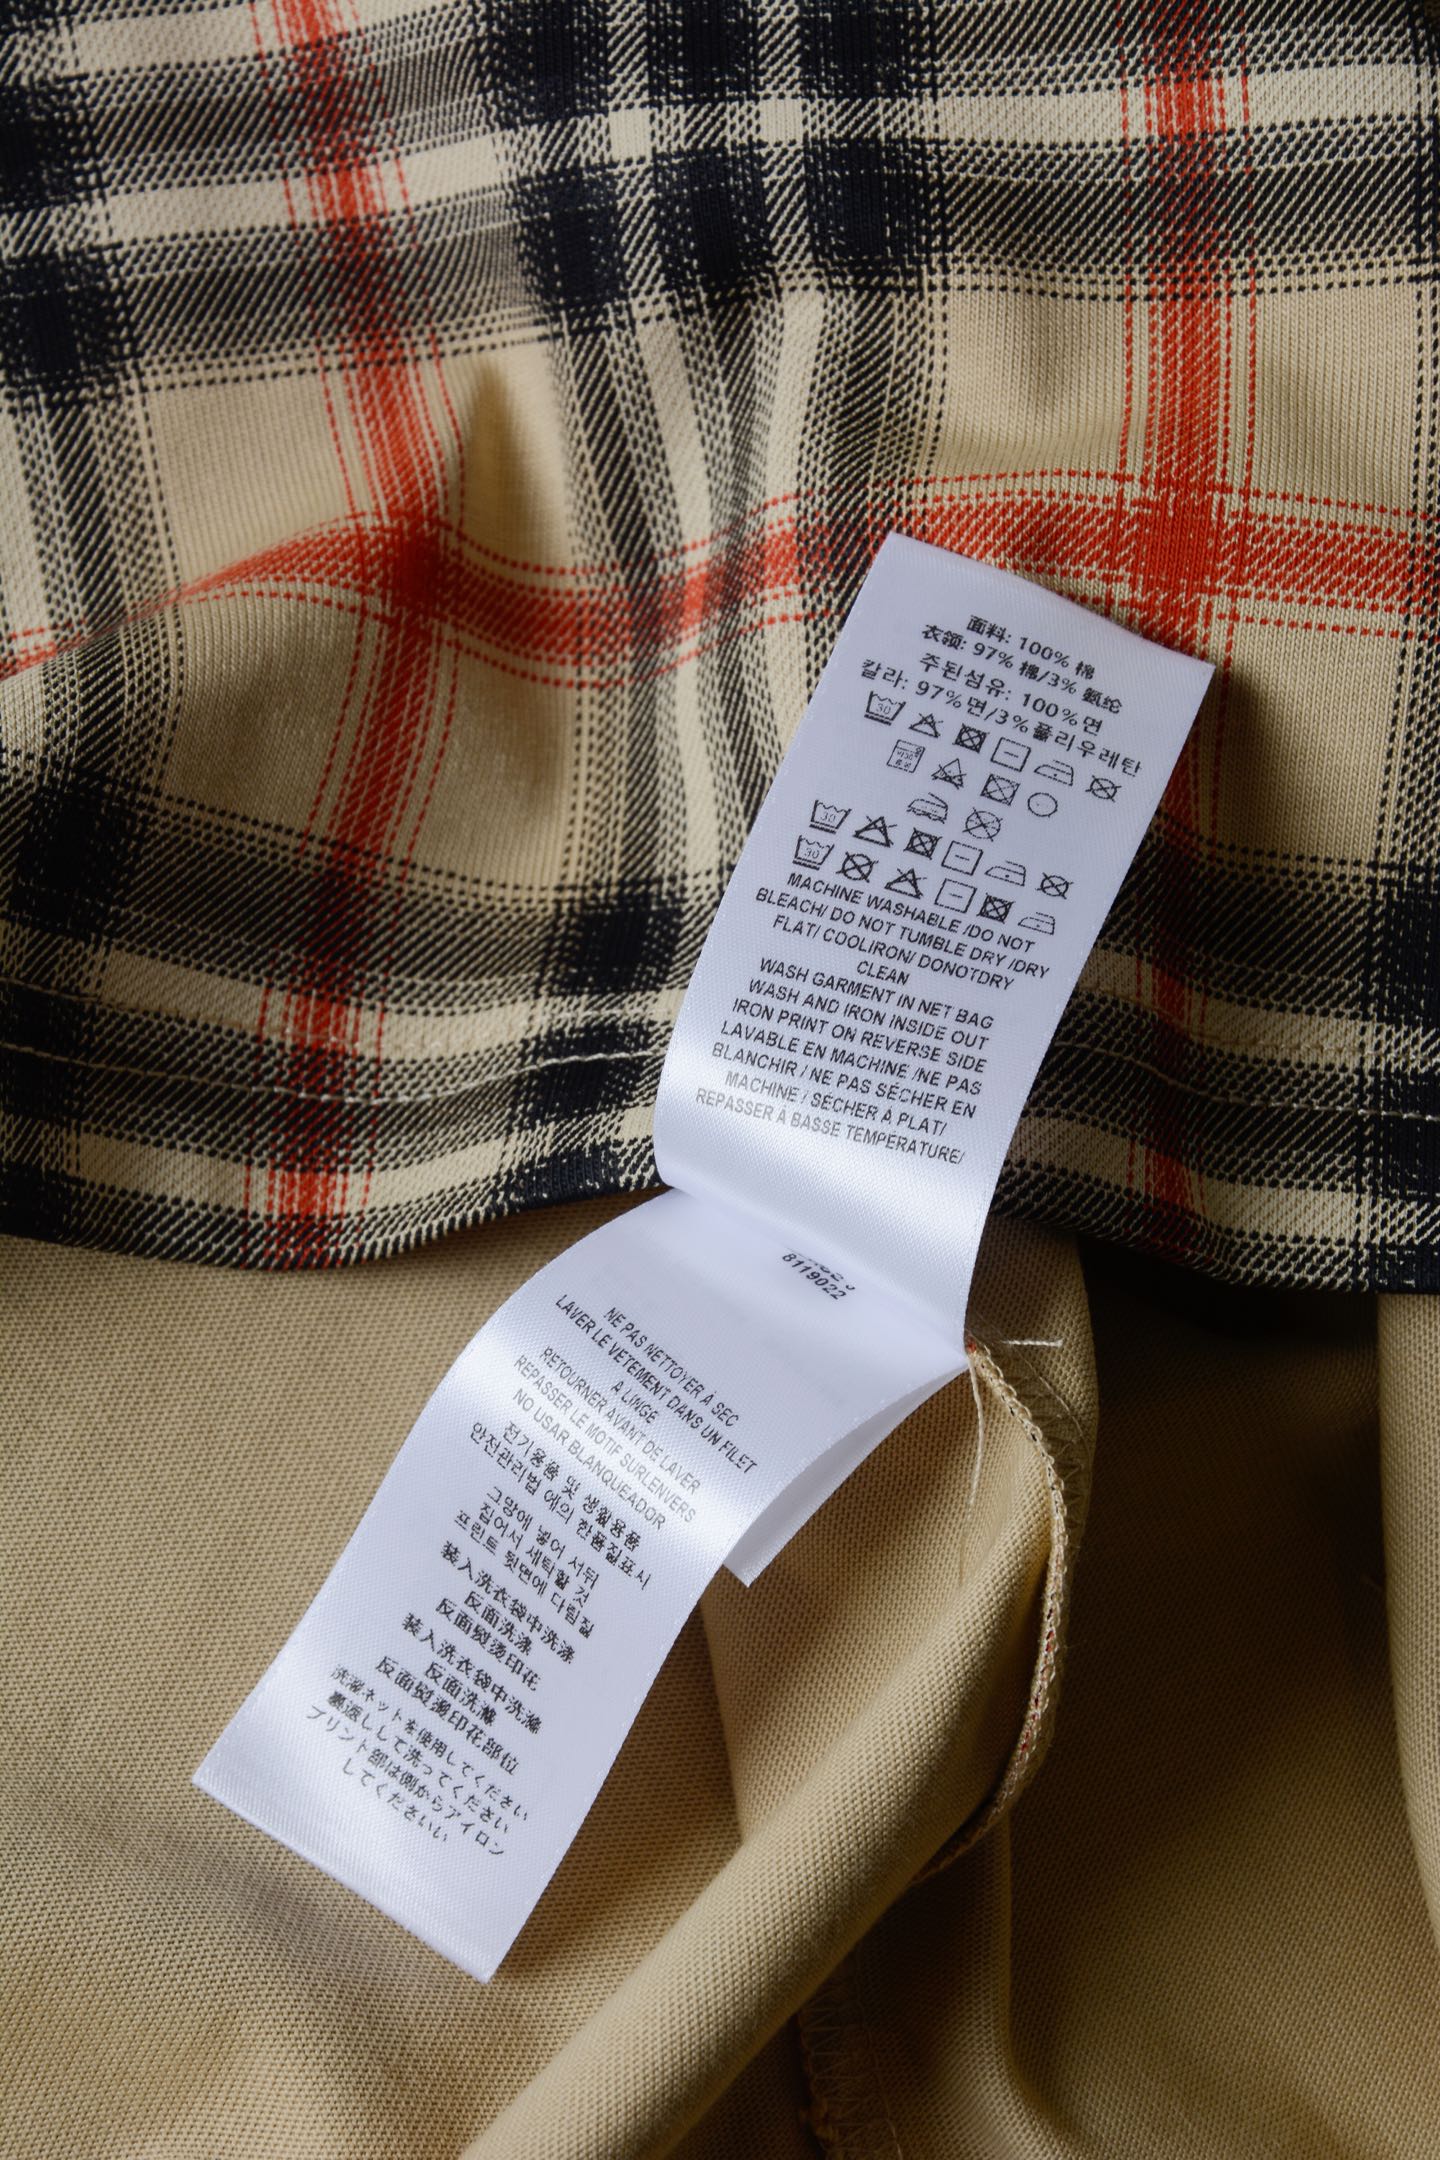 面料: 100% 棉
衣领: 97% 棉/3% 氨纶
주된섬유: 100%면
칼라: 97%면/3%폴리우레탄
30
30
30
MACHINE WASHABLE /DO NOT
BLEACH/ DO NOT TUMBLE DRY /DRY
FLAT/ COOLIRON/ DONOTDRY
CLEAN
WASH GARMENT IN NET BAG
WASH AND IRON INSIDE OUT
IRON PRINT ON REVERSE SIDE
LAVABLE EN MACHINE /NE PAS
BLANCHIR / NE PAS SÉCHER EN
MACHINE / SÉCHER À PLAT/
REPASSER À BASSE TEMPÉRATURE/
8119022
NE PAS NETTOYER À SEC
LAVER LE VETEMENT DANS UN FILET
A LINGE
RETOURNER AVANT DE LAVER
REPASSER LE MOTIF SURLENVERS
NO USAR BLANQUEADOR
전기용품 및 생활용품
안전관리법 에의 한품질표시
그망에 넣어 서뒤
집어서 세탁할 것
프린트 뒷면에 다림질
装入洗衣袋中洗涤
反面洗涤
反面熨烫印花
装入洗衣袋中洗滌
反面洗滌
反面熨燙印花部位
洗濯ネットを使用してください
裏返しして洗ってください
プリント部は側からアイロン
してくださいい